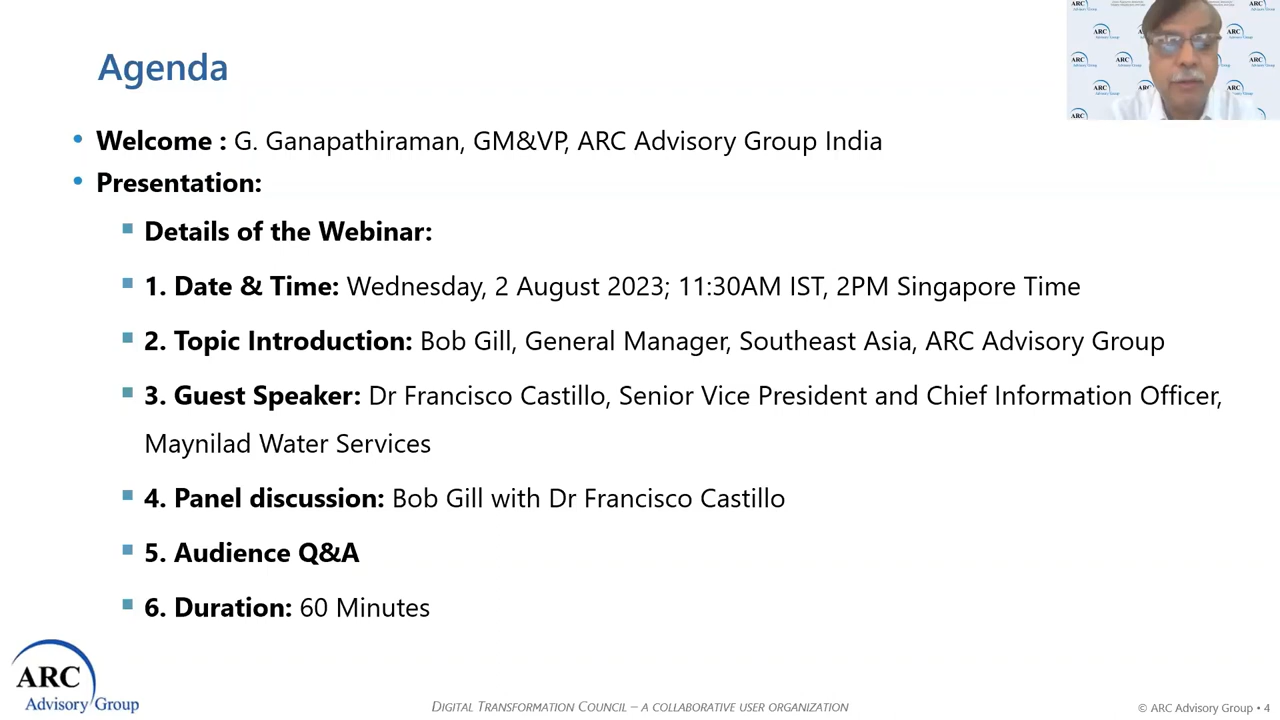 Agenda
Welcome : G. Ganapathiraman, GM&VP, ARC Advisory Group India
Presentation:
Details of the Webinar:
1. Date & Time: Wednesday, 2 August 2023; 11:30AM IST, 2PM Singapore Time
2. Topic Introduction: Bob Gill, General Manager, Southeast Asia, ARC Advisory Group
3. Guest Speaker: Dr Francisco Castillo, Senior Vice President and Chief Information Officer,
Maynilad Water Services
4. Panel discussion: Bob Gill with Dr Francisco Castillo
5. Audience Q&A
6. Duration: 60 Minutes
ARC
Advisory Group
DIGITAL TRANSFORMATION COUNCIL – A COLLABORATIVE USER ORGANIZATION
© ARC Advisory Group • 4